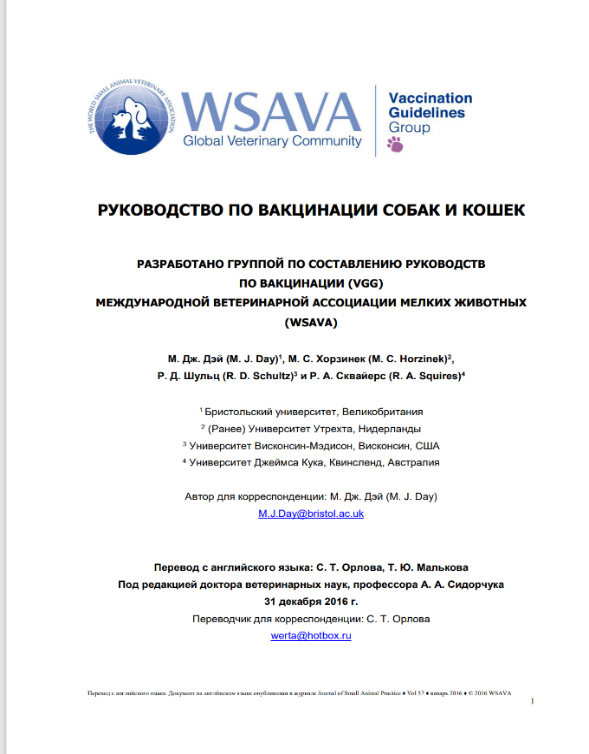 THE WORLD SMALL ANIMAL VETERINARY ASSOCIATION
WSAVA
Global Veterinary Community
Vaccination
Guidelines
Group
РУКОВОДСТВО ПО ВАКЦИНАЦИИ СОБАК И КОШЕК
РАЗРАБОТАНО ГРУППОЙ ПО СОСТАВЛЕНИЮ РУКОВОДСТВ
ПО ВАКЦИНАЦИИ (VGG)
МЕЖДУНАРОДНОЙ ВЕТЕРИНАРНОЙ АССОЦИАЦИИ МЕЛКИХ ЖИВОТНЫХ
(WSAVA)
М. Дж. Дэй (M. J. Day)¹, М. С. Хорзинек (M. C. Horzinek)²,
Р. Д. Шульц (R. D. Schultz)³ и Р. А. Сквайерс (R. A. Squires)⁴
¹ Бристольский университет, Великобритания
² (Ранее) Университет Утрехта, Нидерланды
³ Университет Висконсин-Мэдисон, Висконсин, США
⁴ Университет Джеймса Кука, Квинсленд, Австралия
Автор для корреспонденции: М. Дж. Дэй (M. J. Day)
M.J.Day@bristol.ac.uk
Перевод с английского языка: С. Т. Орлова, Т. Ю. Малькова
Под редакцией доктора ветеринарных наук, профессора А. А. Сидорчука
31 декабря 2016 г.
Переводчик для корреспонденции: С. Т. Орлова
werta@hotbox.ru
Перевод с английского языка. Документ на английском языке опубликован в журнале Journal of Small Animal Practice ♦ Vol 57 ♦ январь 2016 ♦ © 2016 WSAVA
1